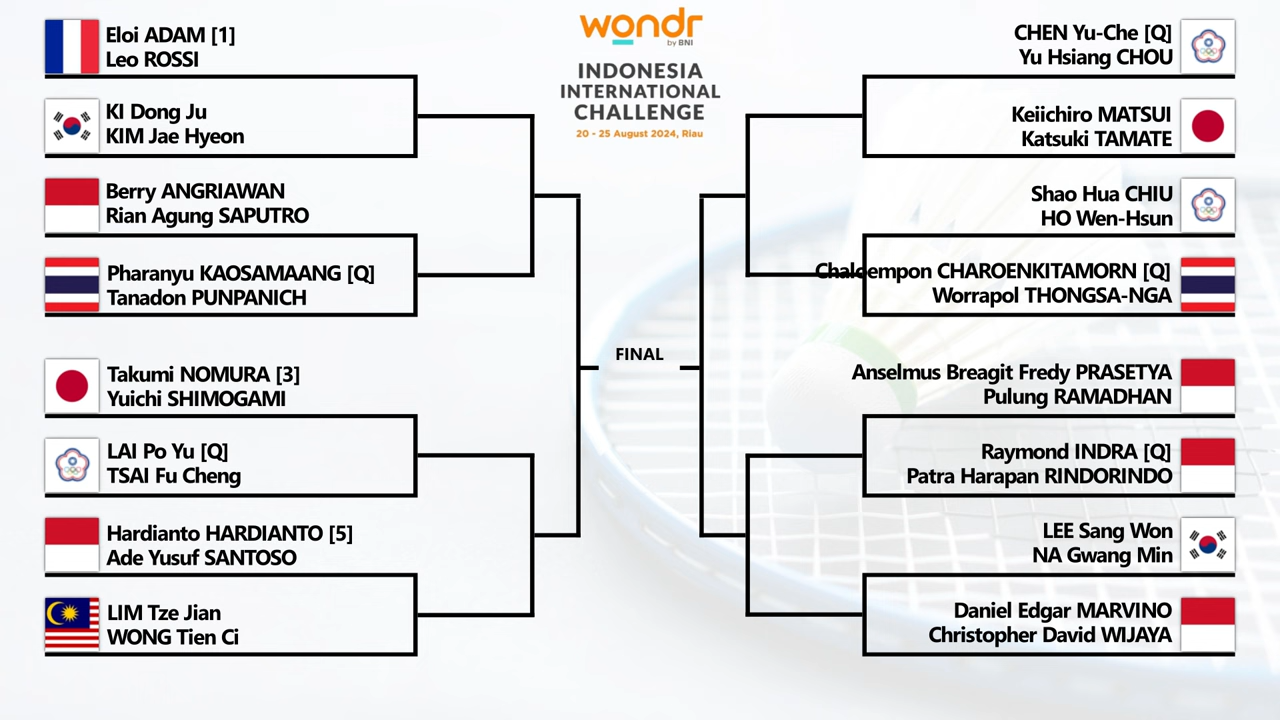 Eloi ADAM [1]
Leo ROSSI
KI Dong Ju
KIM Jae Hyeon
Berry ANGRIAWAN
Rian Agung SAPUTRO
Pharanyu KAOSAMAANG [Q]
Tanadon PUNPANICH
Takumi NOMURA [3]
Yuichi SHIMOGAMI
LAI Po Yu [Q]
TSAI Fu Cheng
Hardianto HARDIANTO [5]
Ade Yusuf SANTOSO
LIM Tze Jian
WONG Tien Ci
wondr
by BNI
INDONESIA
INTERNATIONAL
CHALLENGE
20 - 25 August 2024, Riau
FINAL
CHEN Yu-Che [Q]
Yu Hsiang CHOU
Keiichiro MATSUI
Katsuki TAMATE
Shao Hua CHIU
HO Wen-Hsun
Chaloempon CHAROENKITAMORN [Q]
Worrapol THONGSA-NGA
Anselmus Breagit Fredy PRASETYA
Pulung RAMADHAN
Raymond INDRA [Q]
Patra Harapan RINDORINDO
LEE Sang Won
NA Gwang Min
Daniel Edgar MARVINO
Christopher David WIJAYA